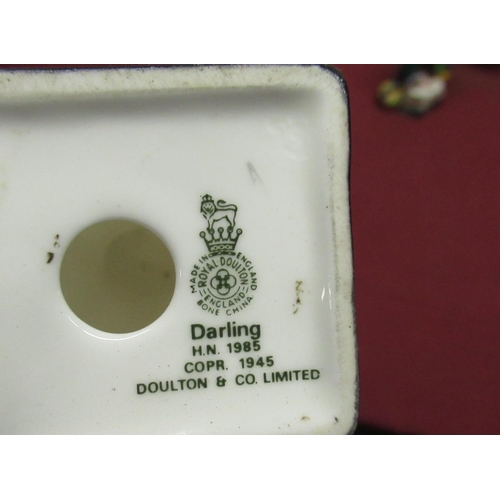 MADE IN ENGLAND
ROYAL DOULTON
ENGLAND
BONE CHINA
Darling
H.N. 1985
COPR. 1945
DOULTON & CO. LIMITED